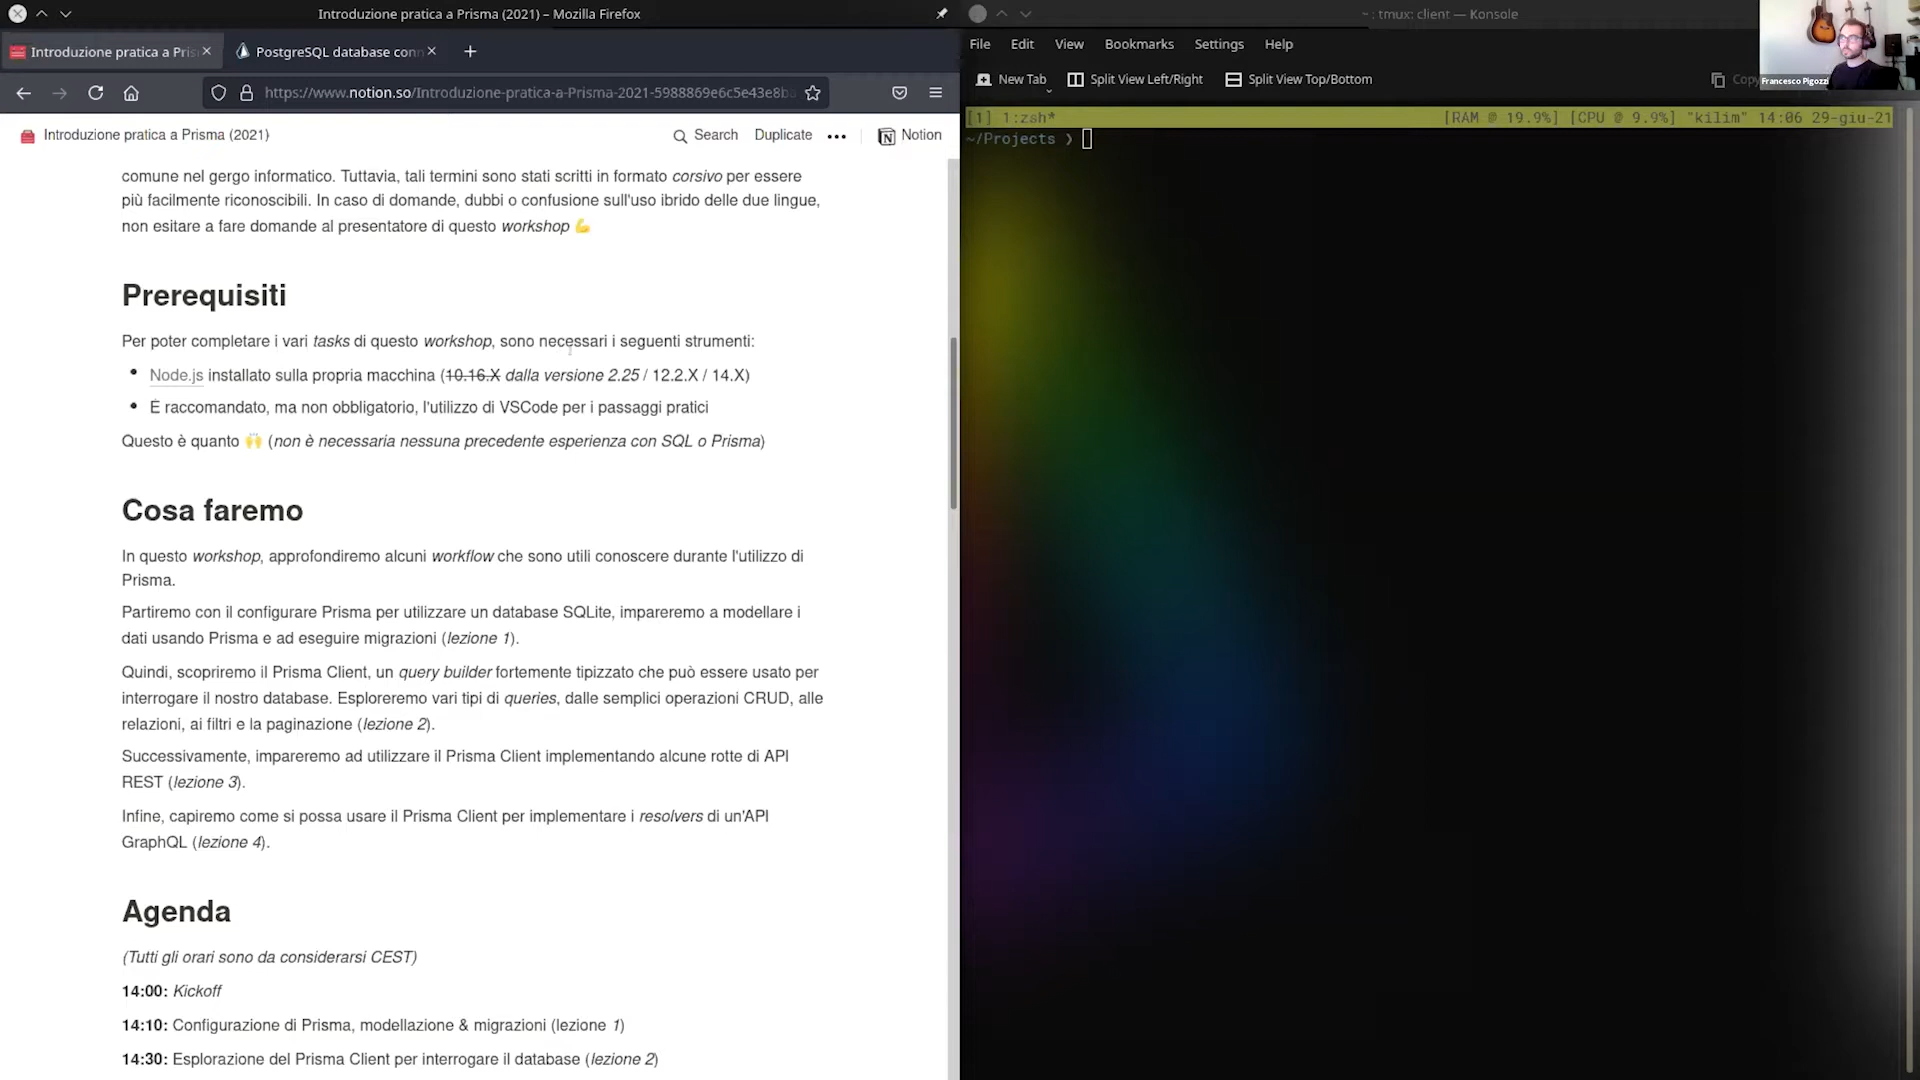 Introduzione pratica a Prisma (2021) – Mozilla Firefox
Introduzione pratica a Pris
PostgreSQL database conn
https://www.notion.so/Introduzione-pratica-a-Prisma-2021-5988869e6c5e43e8ba
Introduzione pratica a Prisma (2021)
Search
Duplicate
Notion
comune nel gergo informatico. Tuttavia, tali termini sono stati scritti in formato corsivo per essere
più facilmente riconoscibili. In caso di domande, dubbi o confusione sull'uso ibrido delle due lingue,
non esitare a fare domande al presentatore di questo workshop 💪
Prerequisiti
Per poter completare i vari tasks di questo workshop, sono necessari i seguenti strumenti:
• Node.js installato sulla propria macchina (10.16.X dalla versione 2.25 / 12.2.X / 14.X)
• É raccomandato, ma non obbligatorio, l'utilizzo di VSCode per i passaggi pratici
Questo è quanto 🙌 (non è necessaria nessuna precedente esperienza con SQL o Prisma)
Cosa faremo
In questo workshop, approfondiremo alcuni workflow che sono utili conoscere durante l'utilizzo di
Prisma.
Partiremo con il configurare Prisma per utilizzare un database SQLite, impareremo a modellare i
dati usando Prisma e ad eseguire migrazioni (lezione 1).
Quindi, scopriremo il Prisma Client, un query builder fortemente tipizzato che può essere usato per
interrogare il nostro database. Esploreremo vari tipi di queries, dalle semplici operazioni CRUD, alle
relazioni, ai filtri e la paginazione (lezione 2).
Successivamente, impareremo ad utilizzare il Prisma Client implementando alcune rotte di API
REST (lezione 3).
Infine, capiremo come si possa usare il Prisma Client per implementare i resolvers di un'API
GraphQL (lezione 4).
Agenda
(Tutti gli orari sono da considerarsi CEST)
14:00: Kickoff
14:10: Configurazione di Prisma, modellazione & migrazioni (lezione 1)
14:30: Esplorazione del Prisma Client per interrogare il database (lezione 2)
~ : tmux: client — Konsole
File Edit View Bookmarks Settings Help
New Tab Split View Left/Right Split View Top/Bottom
Copy
Francesco Pigozzi
[1] 1:zsh* [RAM @ 19.9%] [CPU @ 9.9%] "kilim" 14:06 29-giu-21
~/Projects ❯